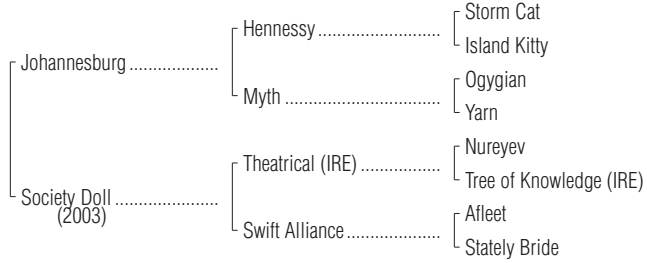 Storm Cat
Hennessy ....................
Island Kitty
Johannesburg ..................
Ogygian
Myth ..........................
Yarn
Nureyev
Theatrical (IRE) .................
Tree of Knowledge (IRE)
Society Doll ....................
(2003)
Afleet
Swift Alliance ..................
Stately Bride